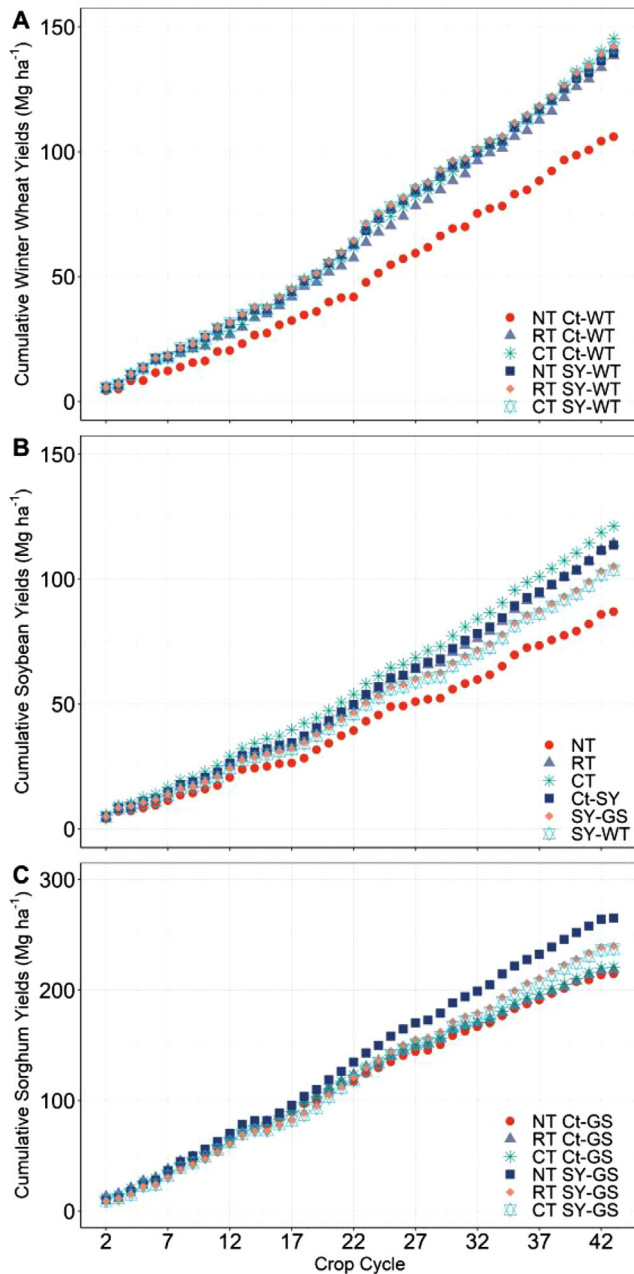 A
Cumulative Winter Wheat Yields (Mg ha⁻¹)
150
100
50
0
NT Ct-WT
RT Ct-WT
CT Ct-WT
NT SY-WT
RT SY-WT
CT SY-WT
B
Cumulative Soybean Yields (Mg ha⁻¹)
150
100
50
0
NT
RT
CT
Ct-SY
SY-GS
SY-WT
C
Cumulative Sorghum Yields (Mg ha⁻¹)
300
200
100
0
NT Ct-GS
RT Ct-GS
CT Ct-GS
NT SY-GS
RT SY-GS
CT SY-GS
2 7 12 17 22 27 32 37 42
Crop Cycle